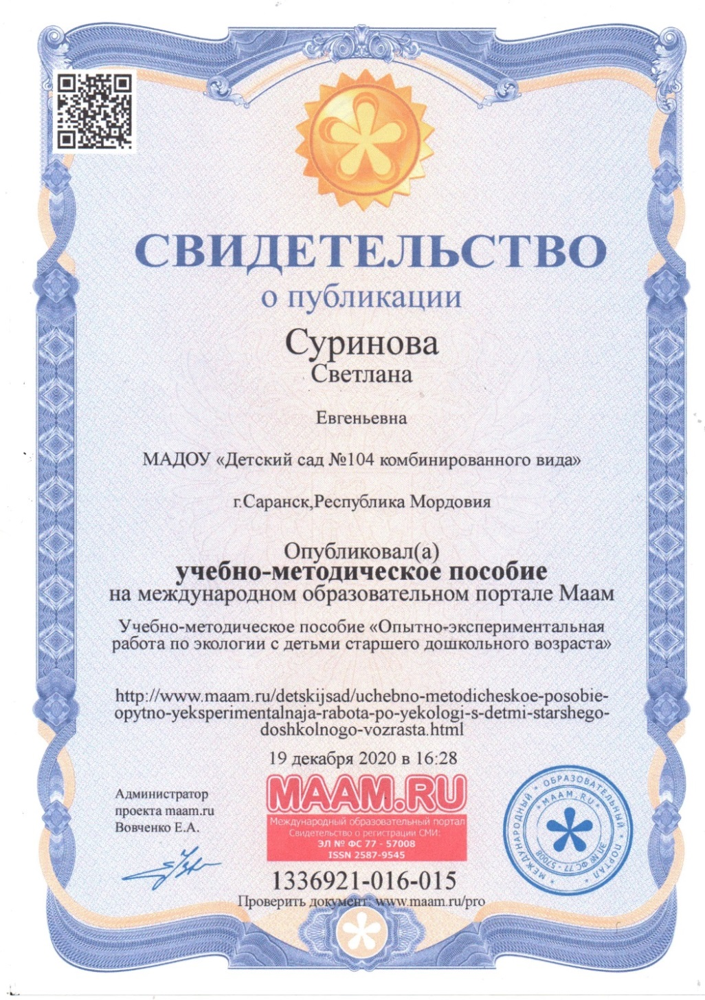 СВИДЕТЕЛЬСТВО
о публикации
Суринова
Светлана
Евгеньевна
МАДОУ «Детский сад №104 комбинированного вида»
г.Саранск,Республика Мордовия
Опубликовал(а)
учебно-методическое пособие
на международном образовательном портале Маам
Учебно-методическое пособие «Опытно-экспериментальная
работа по экологии с детьми старшего дошкольного возраста»
http://www.maam.ru/detskijsad/uchebno-metodicheskoe-posobie-
opytno-yeksperimentalnaja-rabota-po-yekologi-s-detmi-starshego-
doshkolnogo-vozrasta.html
19 декабря 2020 в 16:28
Администратор
проекта maam.ru
Вовченко Е.А.
MAAM.RU
Международный образовательный портал
Свидетельство о регистрации СМИ:
ЭЛ № ФС 77 - 57008
ISSN 2587-9545
МЕЖДУНАРОДНЫЙ * ОБРАЗОВАТЕЛЬНЫЙ * ПОРТАЛ
* MAAM.RU *
ЭЛ № ФС 77 - 57008
1336921-016-015
Проверить документ: www.maam.ru/pro